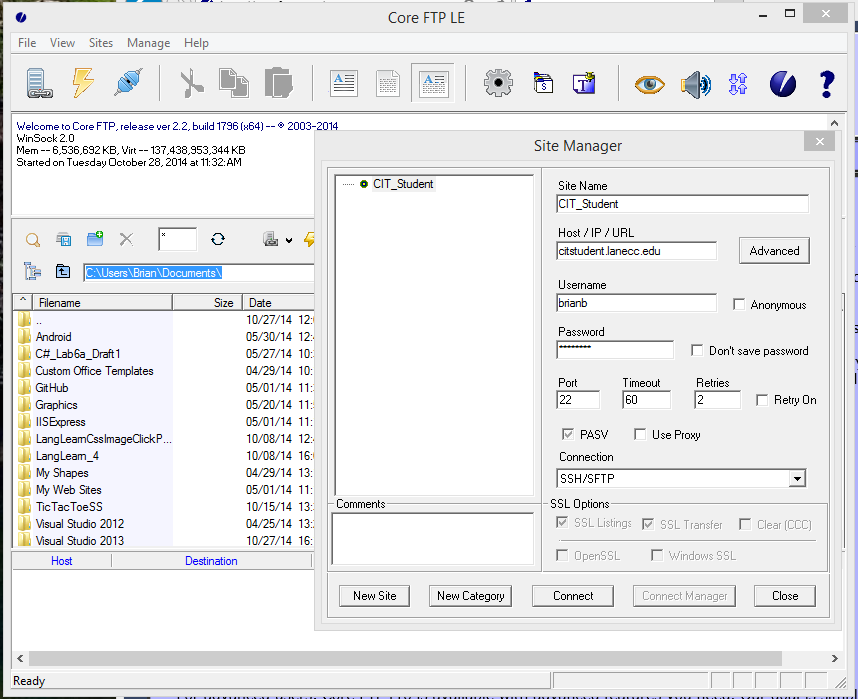 Core FTP LE
File View Sites Manage Help
Welcome to Core FTP, release ver 2.2, build 1796 (x64) -- © 2003-2014
WinSock 2.0
Mem -- 6,536,692 KB, Virt -- 137,438,953,344 KB
Started on Tuesday October 28, 2014 at 11:32:AM
C:\Users\Brian\Documents\
^ Filename Size Date
.. 10/27/14 12:
Android 05/30/14 12:
C#_Lab6a_Draft1 05/27/14 10:
Custom Office Templates 04/29/14 10:
GitHub 05/01/14 11:
Graphics 05/20/14 11:
IISExpress 05/01/14 11:
LangLearnCssImageClickP... 10/08/14 12:
LangLearn_4 10/08/14 16:
My Shapes 04/29/14 13:
My Web Sites 05/01/14 11:
TicTacToeSS 10/15/14 13:
Visual Studio 2012 04/25/14 13:
Visual Studio 2013 10/27/14 16:
Host Destination
Ready
Site Manager
CIT_Student
Comments
Site Name
CIT_Student
Host / IP / URL
citstudent.lanecc.edu
Advanced
Username
brianb
Anonymous
Password
********
Don't save password
Port Timeout Retries
22 60 2 Retry On
PASV Use Proxy
Connection
SSH/SFTP
SSL Options
SSL Listings SSL Transfer Clear (CCC)
OpenSSL Windows SSL
New Site New Category Connect Connect Manager Close